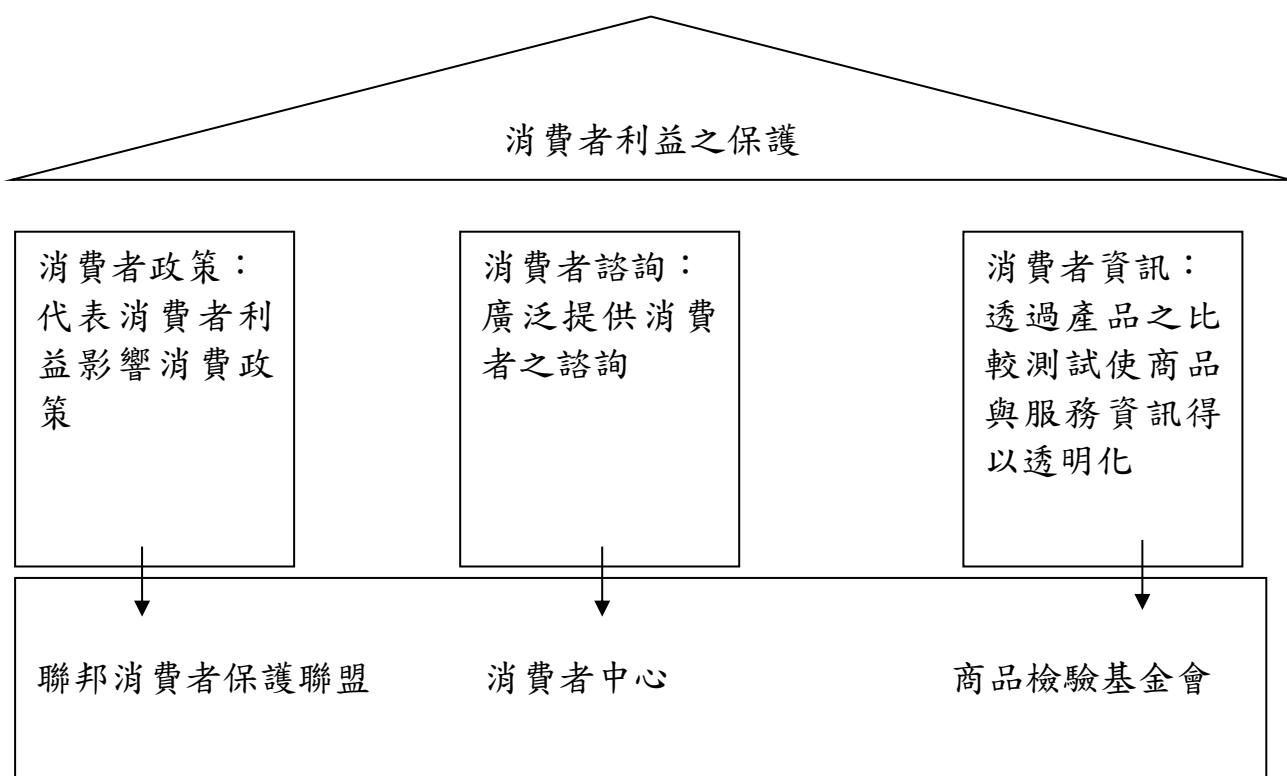 消費者利益之保護
消費者政策：
代表消費者利
益影響消費政
策
消費者諮詢：
廣泛提供消費
者之諮詢
消費者資訊：
透過產品之比
較測試使商品
與服務資訊得
以透明化
聯邦消費者保護聯盟
消費者中心
商品檢驗基金會